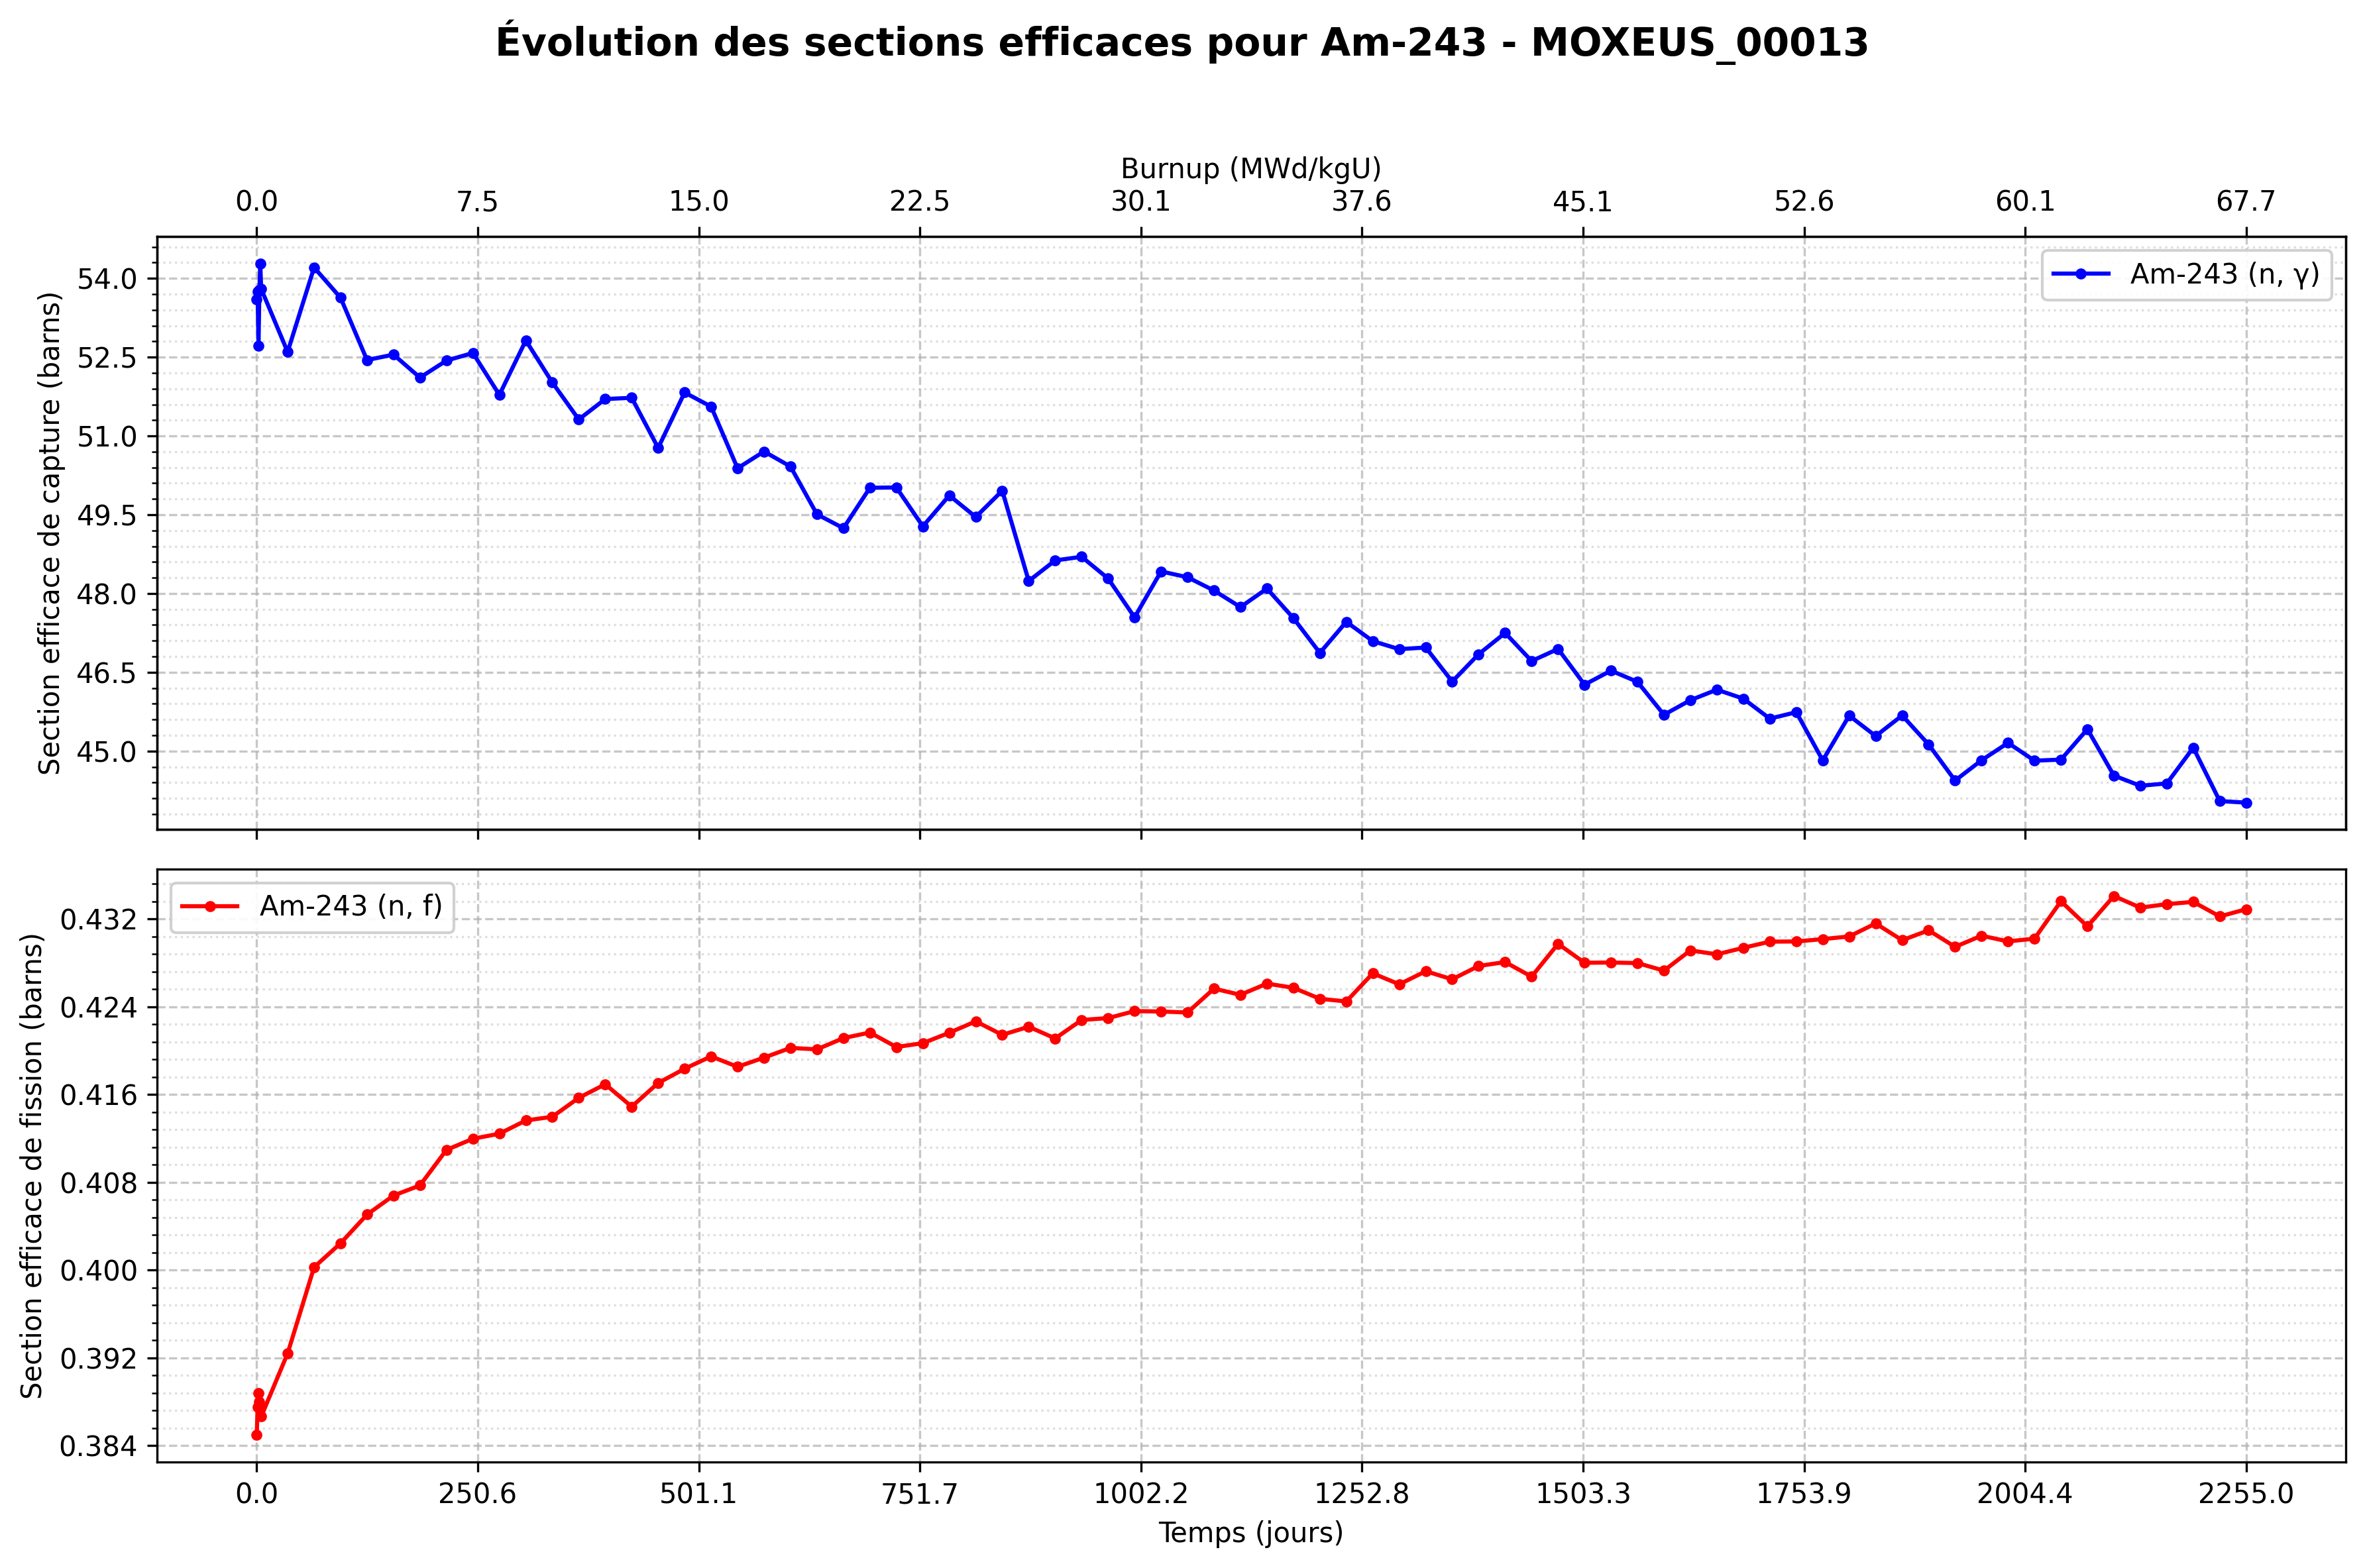 Évolution des sections efficaces pour Am-243 - MOXEUS_00013
Burnup (MWd/kgU)
0.0 7.5 15.0 22.5 30.1 37.6 45.1 52.6 60.1 67.7
Am-243 (n, γ)
Section efficace de capture (barns)
54.0
52.5
51.0
49.5
48.0
46.5
45.0
Am-243 (n, f)
Section efficace de fission (barns)
0.432
0.424
0.416
0.408
0.400
0.392
0.384
0.0 250.6 501.1 751.7 1002.2 1252.8 1503.3 1753.9 2004.4 2255.0
Temps (jours)